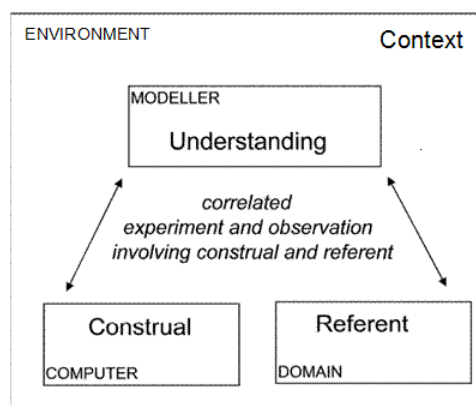 ENVIRONMENT
Context
MODELLER
Understanding
correlated
experiment and observation
involving construal and referent
Construal
COMPUTER
Referent
DOMAIN